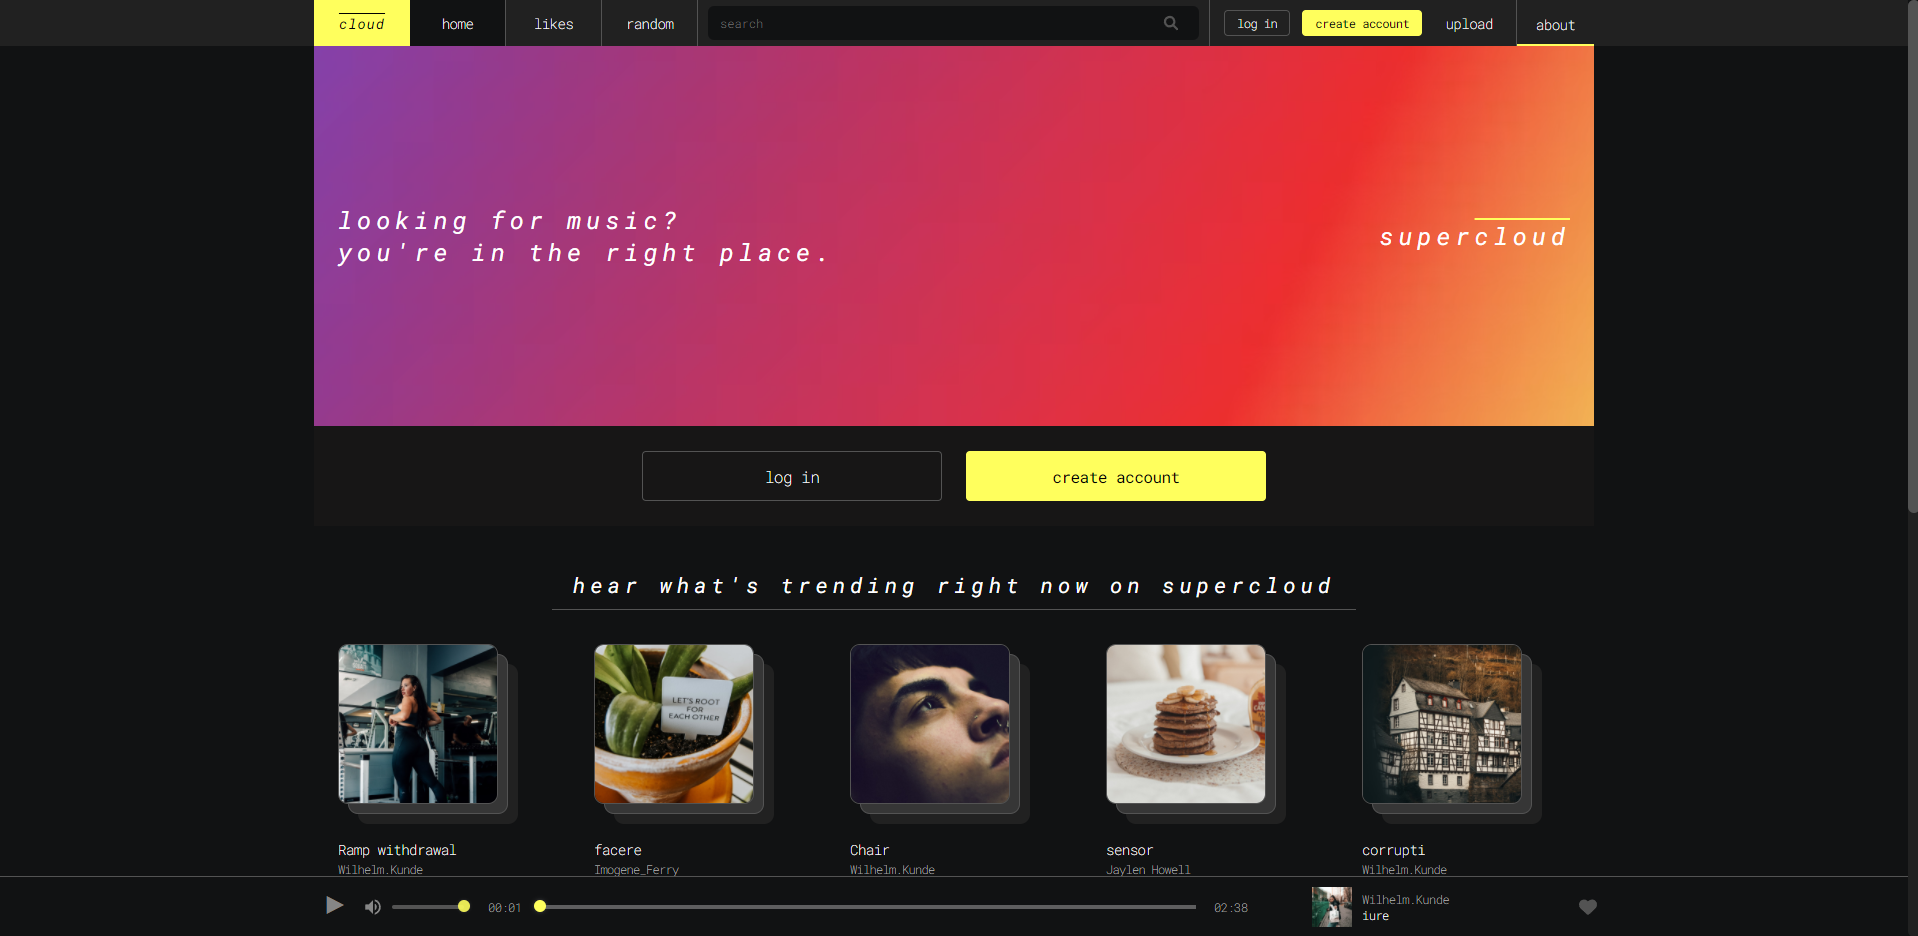 cloud
home
likes
random
search
log in
create account
upload
about
looking for music?
you're in the right place.
supercloud
log in
create account
hear what's trending right now on supercloud
LET'S ROOT
FOR
EACH OTHER
Ramp withdrawal
Wilhelm.Kunde
facere
Imogene_Ferry
Chair
Wilhelm.Kunde
sensor
Jaylen Howell
corrupti
Wilhelm.Kunde
00:01
02:38
Wilhelm.Kunde
iure